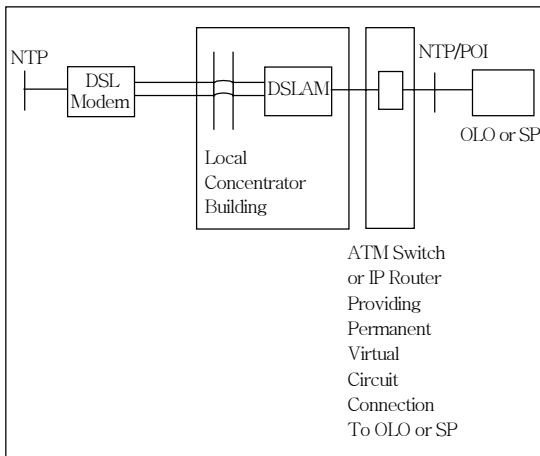 NTP
DSL
Modem
DSLAM
Local
Concentrator
Building
NTP/POI
OLO or SP
ATM Switch
or IP Router
Providing
Permanent
Virtual
Circuit
Connection
To OLO or SP